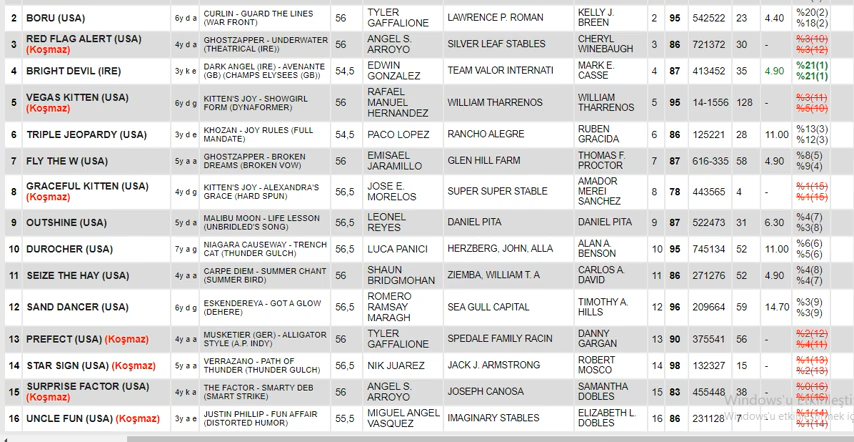 2 BORU (USA) 6y d a CURLIN - GUARD THE LINES (WAR FRONT) 56 TYLER GAFFALIONE LAWRENCE P. ROMAN KELLY J. BREEN 2 95 542522 23 4.40 %20(2) %18(2)
3 RED FLAG ALERT (USA) (Koşmaz) 4y d a GHOSTZAPPER - UNDERWATER (THEATRICAL (IRE)) 56 ANGEL S. ARROYO SILVER LEAF STABLES CHERYL WINEBAUGH 3 86 721372 30 - %3(10) %3(12)
4 BRIGHT DEVIL (IRE) 3y k e DARK ANGEL (IRE) - AVENANTE (GB) (CHAMPS ELYSEES (GB)) 54,5 EDWIN GONZALEZ TEAM VALOR INTERNATI MARK E. CASSE 4 87 413452 35 4.90 %21(1) %21(1)
5 VEGAS KITTEN (USA) (Koşmaz) 6y d g KITTEN'S JOY - SHOWGIRL FORM (DYNAFORMER) 56 RAFAEL MANUEL HERNANDEZ WILLIAM THARRENOS WILLIAM THARRENOS 5 95 14-1556 128 - %3(11) %5(10)
6 TRIPLE JEOPARDY (USA) 3y d e KHOZAN - JOY RULES (FULL MANDATE) 54,5 PACO LOPEZ RANCHO ALEGRE RUBEN GRACIDA 6 86 125221 28 11.00 %13(3) %12(3)
7 FLY THE W (USA) 5y a a GHOSTZAPPER - BROKEN DREAMS (BROKEN VOW) 56 EMISAEL JARAMILLO GLEN HILL FARM THOMAS F. PROCTOR 7 87 616-335 58 4.90 %8(5) %9(4)
8 GRACEFUL KITTEN (USA) (Koşmaz) 4y d g KITTEN'S JOY - ALEXANDRA'S GRACE (HARD SPUN) 56,5 JOSE E. MORELOS SUPER SUPER STABLE AMADOR MEREI SANCHEZ 8 78 443565 4 - %1(15) %1(15)
9 OUTSHINE (USA) 5y d a MALIBU MOON - LIFE LESSON (UNBRIDLED'S SONG) 56,5 LEONEL REYES DANIEL PITA DANIEL PITA 9 87 522473 31 6.30 %4(7) %3(8)
10 DUROCHER (USA) 7y a g NIAGARA CAUSEWAY - TRENCH CAT (THUNDER GULCH) 56,5 LUCA PANICI HERZBERG, JOHN, ALLA ALAN A. BENSON 10 95 745134 52 11.00 %6(6) %5(6)
11 SEIZE THE HAY (USA) 4y a a CARPE DIEM - SUMMER CHANT (SUMMER BIRD) 56 SHAUN BRIDGMOHAN ZIEMBA, WILLIAM T. A CARLOS A. DAVID 11 86 271276 52 4.90 %4(8) %4(7)
12 SAND DANCER (USA) 6y d g ESKENDEREYA - GOT A GLOW (DEHERE) 56,5 ROMERO RAMSAY MARAGH SEA GULL CAPITAL TIMOTHY A. HILLS 12 96 209664 59 14.70 %3(9) %3(9)
13 PREFECT (USA) (Koşmaz) 4y a a MUSKETIER (GER) - ALLIGATOR STYLE (A.P. INDY) 56 TYLER GAFFALIONE SPEDALE FAMILY RACIN DANNY GARGAN 13 90 375541 56 - %2(12) %4(11)
14 STAR SIGN (USA) (Koşmaz) 5y a a VERRAZANO - PATH OF THUNDER (THUNDER GULCH) 56,5 NIK JUAREZ JACK J. ARMSTRONG ROBERT MOSCO 14 98 132327 15 - %1(13) %2(13)
15 SURPRISE FACTOR (USA) (Koşmaz) 4y k a THE FACTOR - SMARTY DEB (SMART STRIKE) 56 ANGEL S. ARROYO JOSEPH CANOSA SAMANTHA DOBLES 15 83 455448 38 - %0(16) %1(16)
16 UNCLE FUN (USA) (Koşmaz) 3y a e JUSTIN PHILLIP - FUN AFFAIR (DISTORTED HUMOR) 55,5 MIGUEL ANGEL VASQUEZ IMAGINARY STABLES ELIZABETH L. DOBLES 16 86 231128 7 - %1(14) %1(14)
Windows'u Etkinleştir
Windows'u etkinleştirmek iç